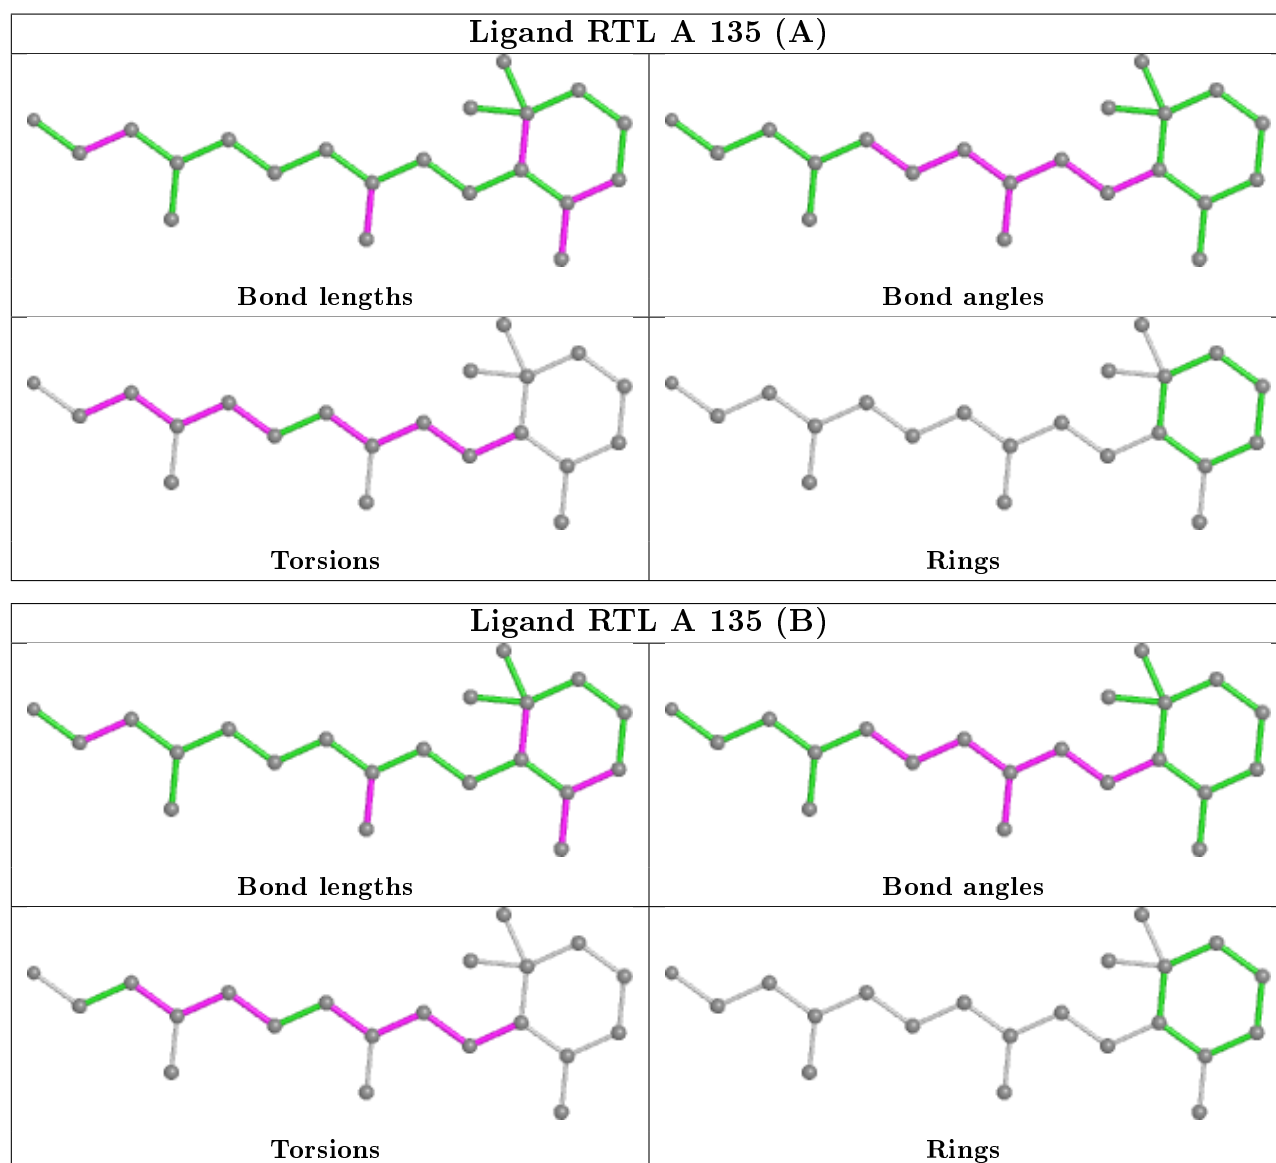 Ligand RTL A 135 (A)
Bond lengths
Bond angles
Torsions
Rings
Ligand RTL A 135 (B)
Bond lengths
Bond angles
Torsions
Rings